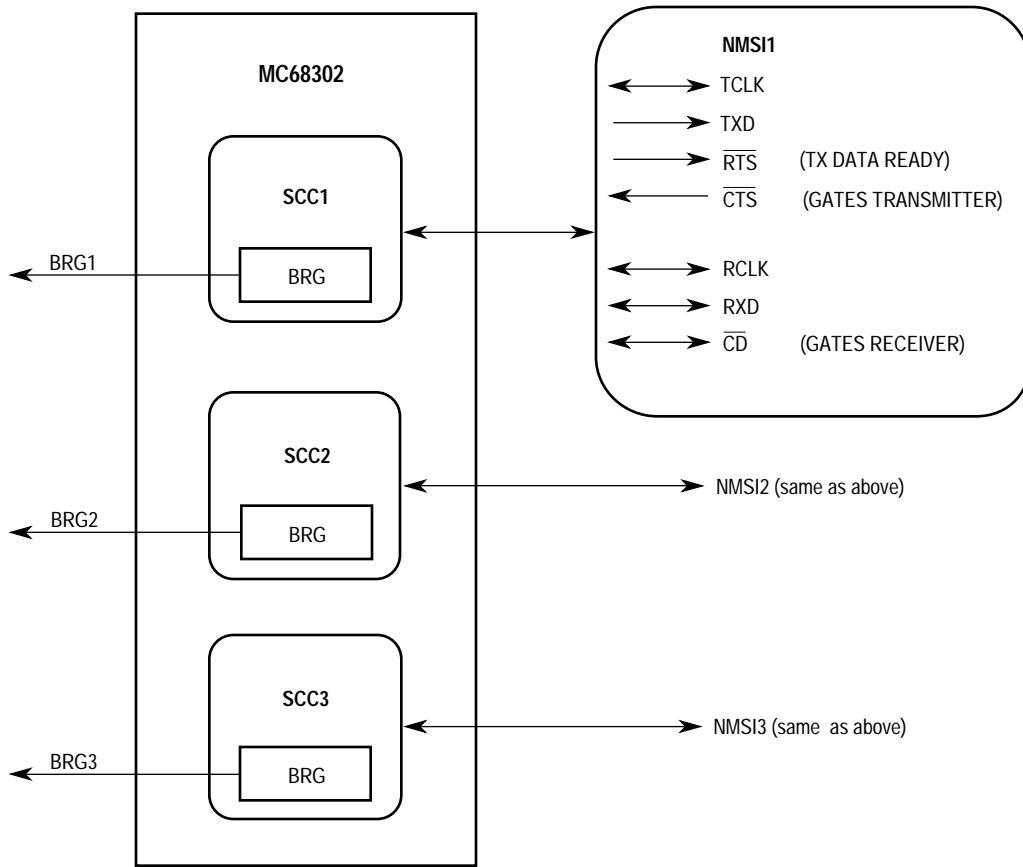 MC68302
SCC1
BRG
BRG1
NMSI1
TCLK
TXD
RTS (TX DATA READY)
CTS (GATES TRANSMITTER)
RCLK
RXD
CD (GATES RECEIVER)
SCC2
BRG
BRG2
NMSI2 (same as above)
SCC3
BRG
BRG3
NMSI3 (same as above)